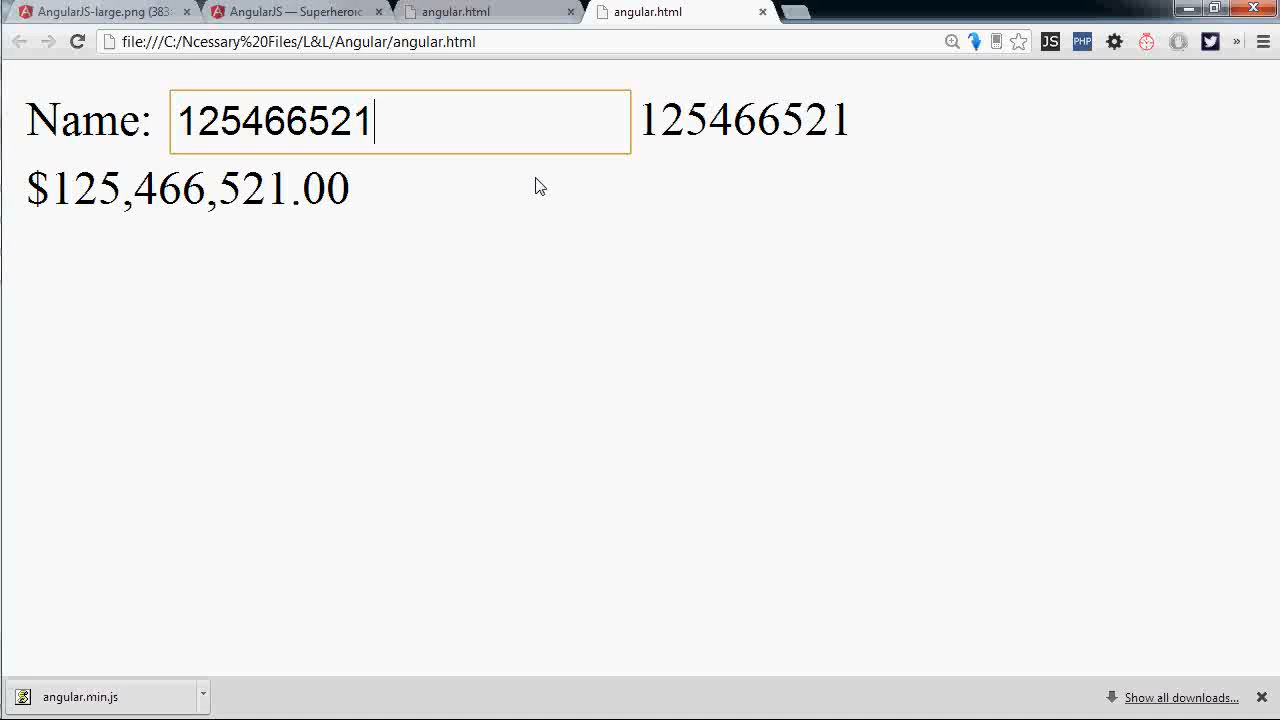 AngularJS-large.png (383
AngularJS — Superheroic
angular.html
angular.html
file:///C:/Ncessary%20Files/L&L/Angular/angular.html
JS
PHP
»
Name: 125466521 125466521
$125,466,521.00
angular.min.js
Show all downloads...